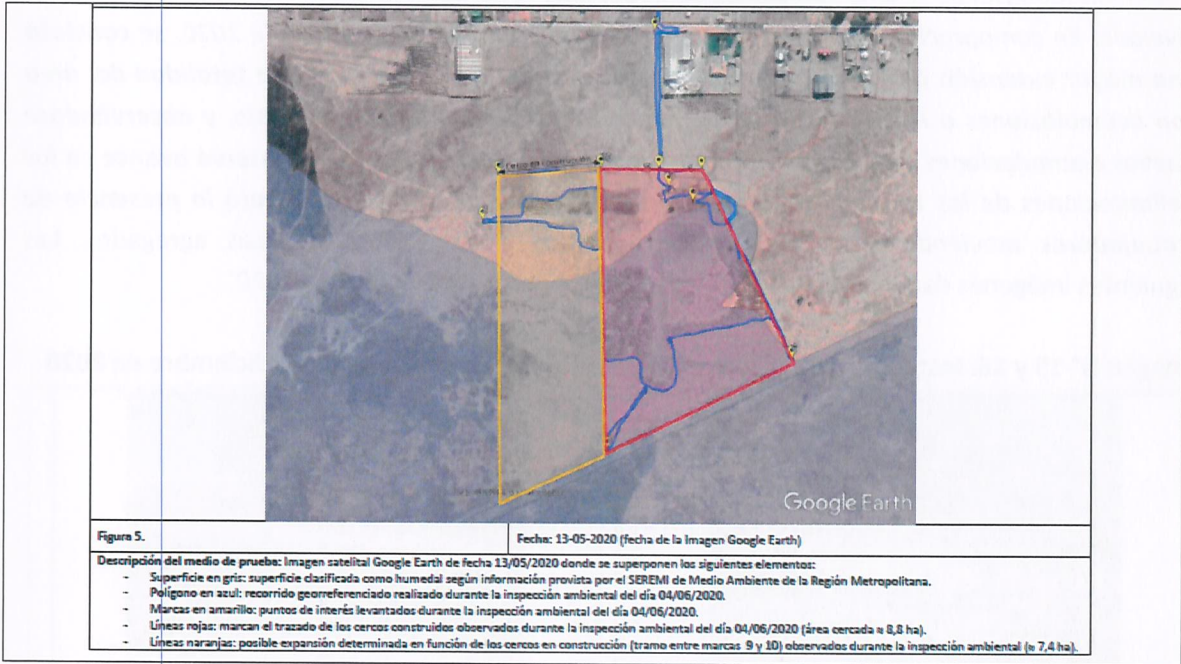 Google Earth
Figura 5.
Fecha: 13-05-2020 (fecha de la Imagen Google Earth)
Descripción del medio de prueba: Imagen satelital Google Earth de fecha 13/05/2020 donde se superponen los siguientes elementos:
- Superficie en gris: superficie clasificada como humedal según información provista por el SEREMI de Medio Ambiente de la Región Metropolitana.
- Polígono en azul: recorrido georreferenciado realizado durante la inspección ambiental del día 04/06/2020.
- Marcas en amarillo: puntos de interés levantados durante la inspección ambiental del día 04/06/2020.
- Líneas rojas: marcan el trazado de los cercos construidos observados durante la inspección ambiental del día 04/06/2020 (área cercada ≈ 8,8 ha).
- Líneas naranjas: posible expansión determinada en función de los cercos en construcción (tramo entre marcas 9 y 10) observados durante la inspección ambiental (≈ 7,4 ha).